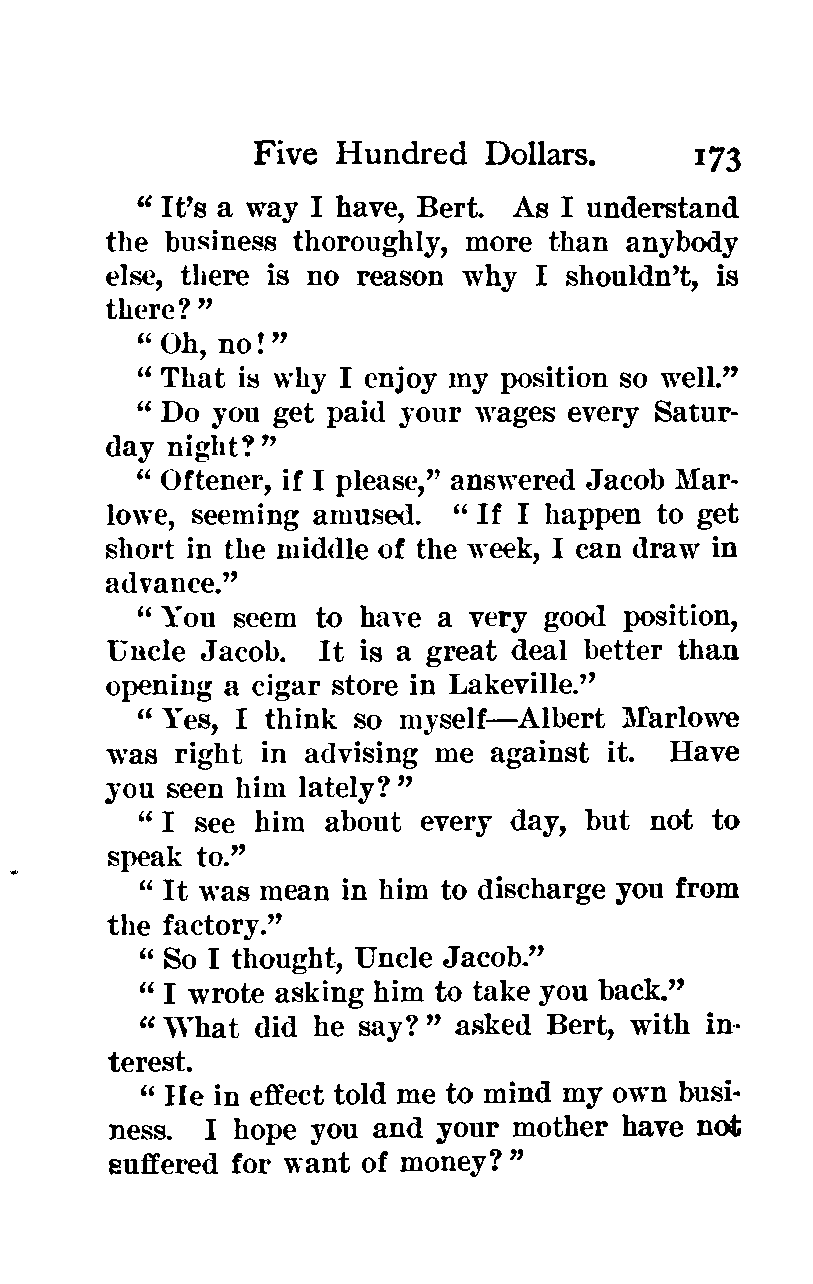 Five Hundred Dollars. 173
“ It’s a way I have, Bert. As I understand
the business thoroughly, more than anybody
else, there is no reason why I shouldn’t, is
there? ”
“ Oh, no! ”
“ That is why I enjoy my position so well.”
“ Do you get paid your wages every Satur-
day night? ”
“ Oftener, if I please,” answered Jacob Mar-
lowe, seeming amused. “ If I happen to get
short in the middle of the week, I can draw in
advance.”
“ You seem to have a very good position,
Uncle Jacob. It is a great deal better than
opening a cigar store in Lakeville.”
“ Yes, I think so myself—Albert Marlowe
was right in advising me against it. Have
you seen him lately? ”
“ I see him about every day, but not to
speak to.”
“ It was mean in him to discharge you from
the factory.”
“ So I thought, Uncle Jacob.”
“ I wrote asking him to take you back.”
“ What did he say? ” asked Bert, with in-
terest.
“ He in effect told me to mind my own busi-
ness. I hope you and your mother have not
suffered for want of money? ”